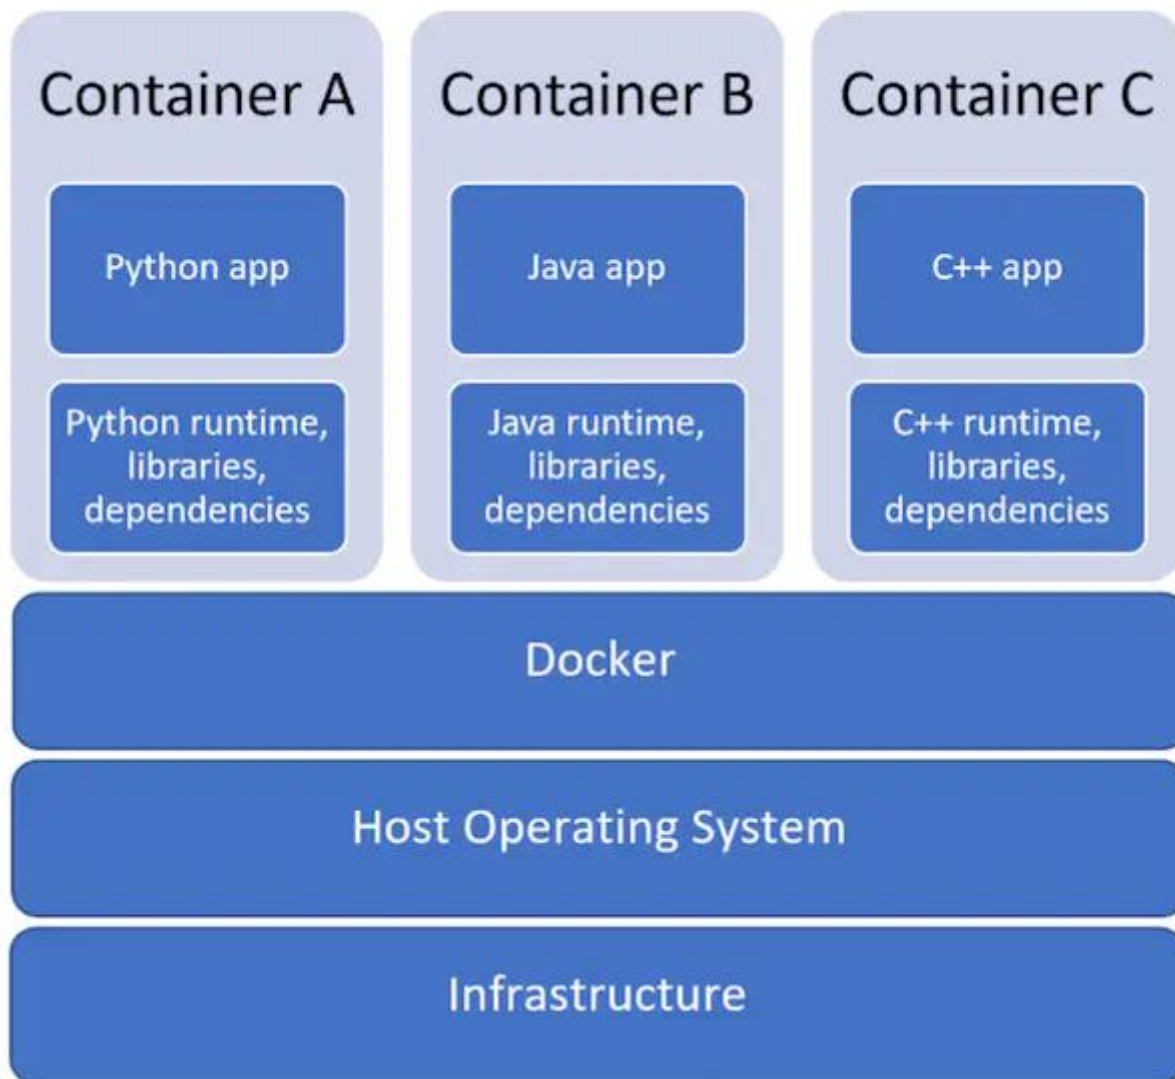 Container A
Container B
Container C
Python app
Java app
C++ app
Python runtime,
libraries,
dependencies
Java runtime,
libraries,
dependencies
C++ runtime,
libraries,
dependencies
Docker
Host Operating System
Infrastructure